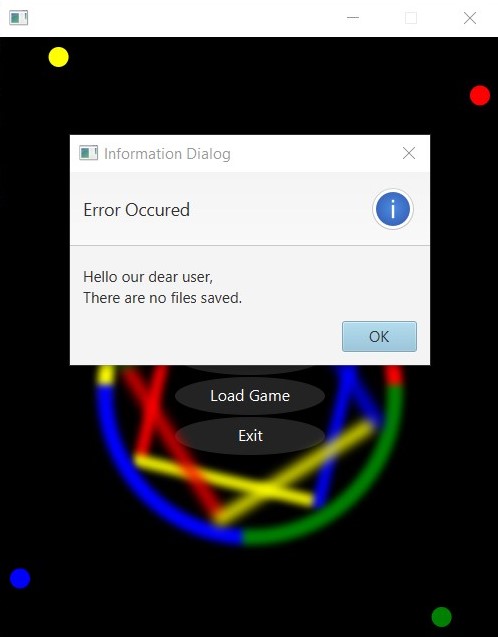 Information Dialog
Error Occured
i
Hello our dear user,
There are no files saved.
OK
Load Game
Exit